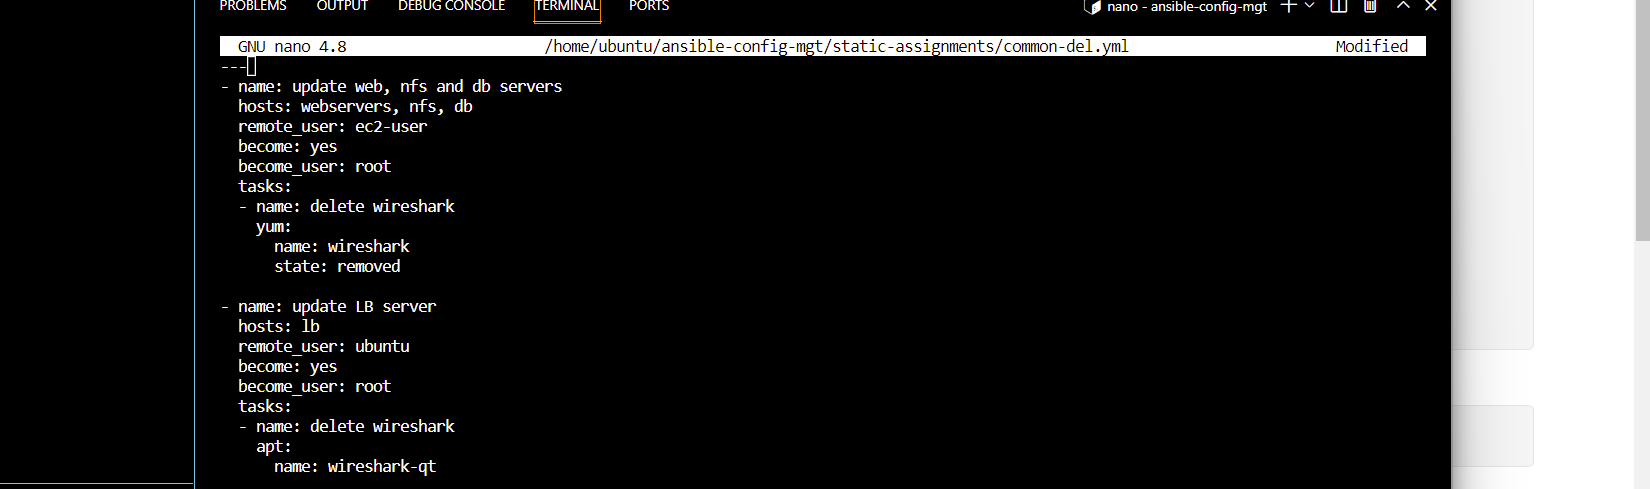 PROBLEMS OUTPUT DEBUG CONSOLE TERMINAL PORTS nano - ansible-config-mgt
GNU nano 4.8 /home/ubuntu/ansible-config-mgt/static-assignments/common-del.yml Modified
---
- name: update web, nfs and db servers
  hosts: webservers, nfs, db
  remote_user: ec2-user
  become: yes
  become_user: root
  tasks:
  - name: delete wireshark
    yum:
      name: wireshark
      state: removed

- name: update LB server
  hosts: lb
  remote_user: ubuntu
  become: yes
  become_user: root
  tasks:
  - name: delete wireshark
    apt:
      name: wireshark-qt